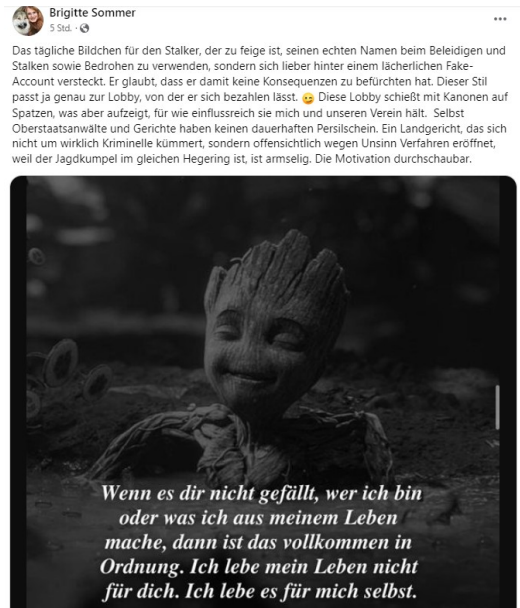 Brigitte Sommer
5 Std. ·
Das tägliche Bildchen für den Stalker, der zu feige ist, seinen echten Namen beim Beleidigen und
Stalken sowie Bedrohen zu verwenden, sondern sich lieber hinter einem lächerlichen Fake-
Account versteckt. Er glaubt, dass er damit keine Konsequenzen zu befürchten hat. Dieser Stil
passt ja genau zur Lobby, von der er sich bezahlen lässt. 😉 Diese Lobby schießt mit Kanonen auf
Spatzen, was aber aufzeigt, für wie einflussreich sie mich und unseren Verein hält.  Selbst
Oberstaatsanwälte und Gerichte haben keinen dauerhaften Persilschein. Ein Landgericht, das sich
nicht um wirklich Kriminelle kümmert, sondern offensichtlich wegen Unsinn Verfahren eröffnet,
weil der Jagdkumpel im gleichen Hegering ist, ist armselig. Die Motivation durchschaubar.
Wenn es dir nicht gefällt, wer ich bin
oder was ich aus meinem Leben
mache, dann ist das vollkommen in
Ordnung. Ich lebe mein Leben nicht
für dich. Ich lebe es für mich selbst.